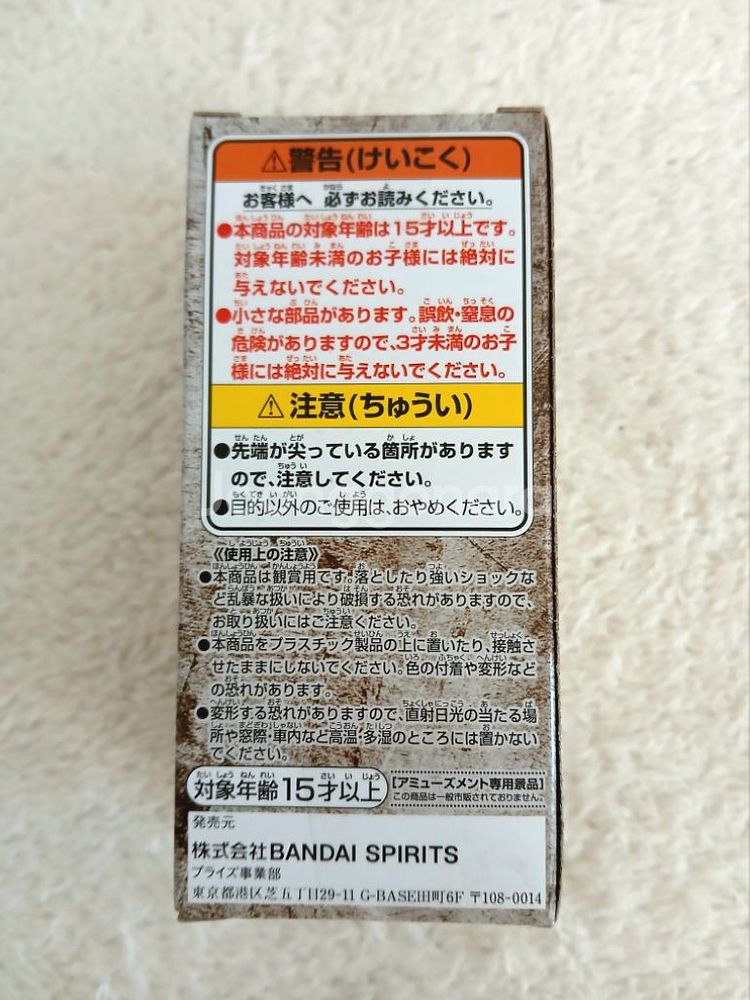 ⚠警告(けいこく)
お客様へ 必ずお読みください。
●本商品の対象年齢は15才以上です。
対象年齢未満のお子様には絶対に
与えないでください。
●小さな部品があります。誤飲・窒息の
危険がありますので、3才未満のお子
様には絶対に与えないでください。
⚠注意(ちゅうい)
●先端が尖っている箇所があります
ので、注意してください。
●目的以外のご使用は、おやめください。
《使用上の注意》
●本商品は観賞用です。落としたり強いショックな
ど乱暴な扱いにより破損する恐れがありますので、
お取り扱いにはご注意ください。
●本商品をプラスチック製品の上に置いたり、接触さ
せたままにしないでください。色の付着や変形など
の恐れがあります。
●変形する恐れがありますので、直射日光の当たる場
所や窓際・車内など高温・多湿のところには置かない
でください。
対象年齢15才以上
[アミューズメント専用景品]
この商品は一般市販されておりません。
発売元
株式会社BANDAI SPIRITS
プライズ事業部
東京都港区芝五丁目29-11 G-BASE田町6F 〒108-0014